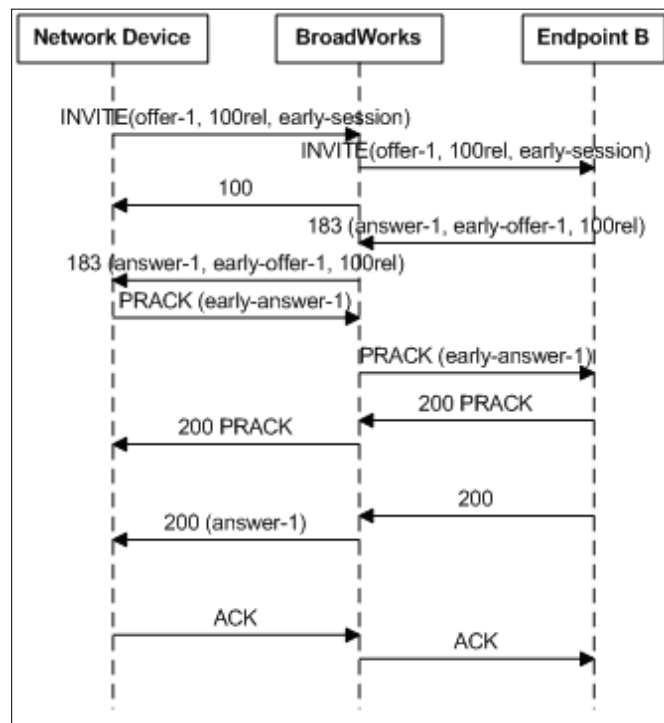 Network Device
BroadWorks
Endpoint B
INVITE(offer-1, 100rel, early-session)
INVITE(offer-1, 100rel, early-session)
100
183 (answer-1, early-offer-1, 100rel)
183 (answer-1, early-offer-1, 100rel)
PRACK (early-answer-1)
PRACK (early-answer-1)
200 PRACK
200 PRACK
200
200 (answer-1)
ACK
ACK